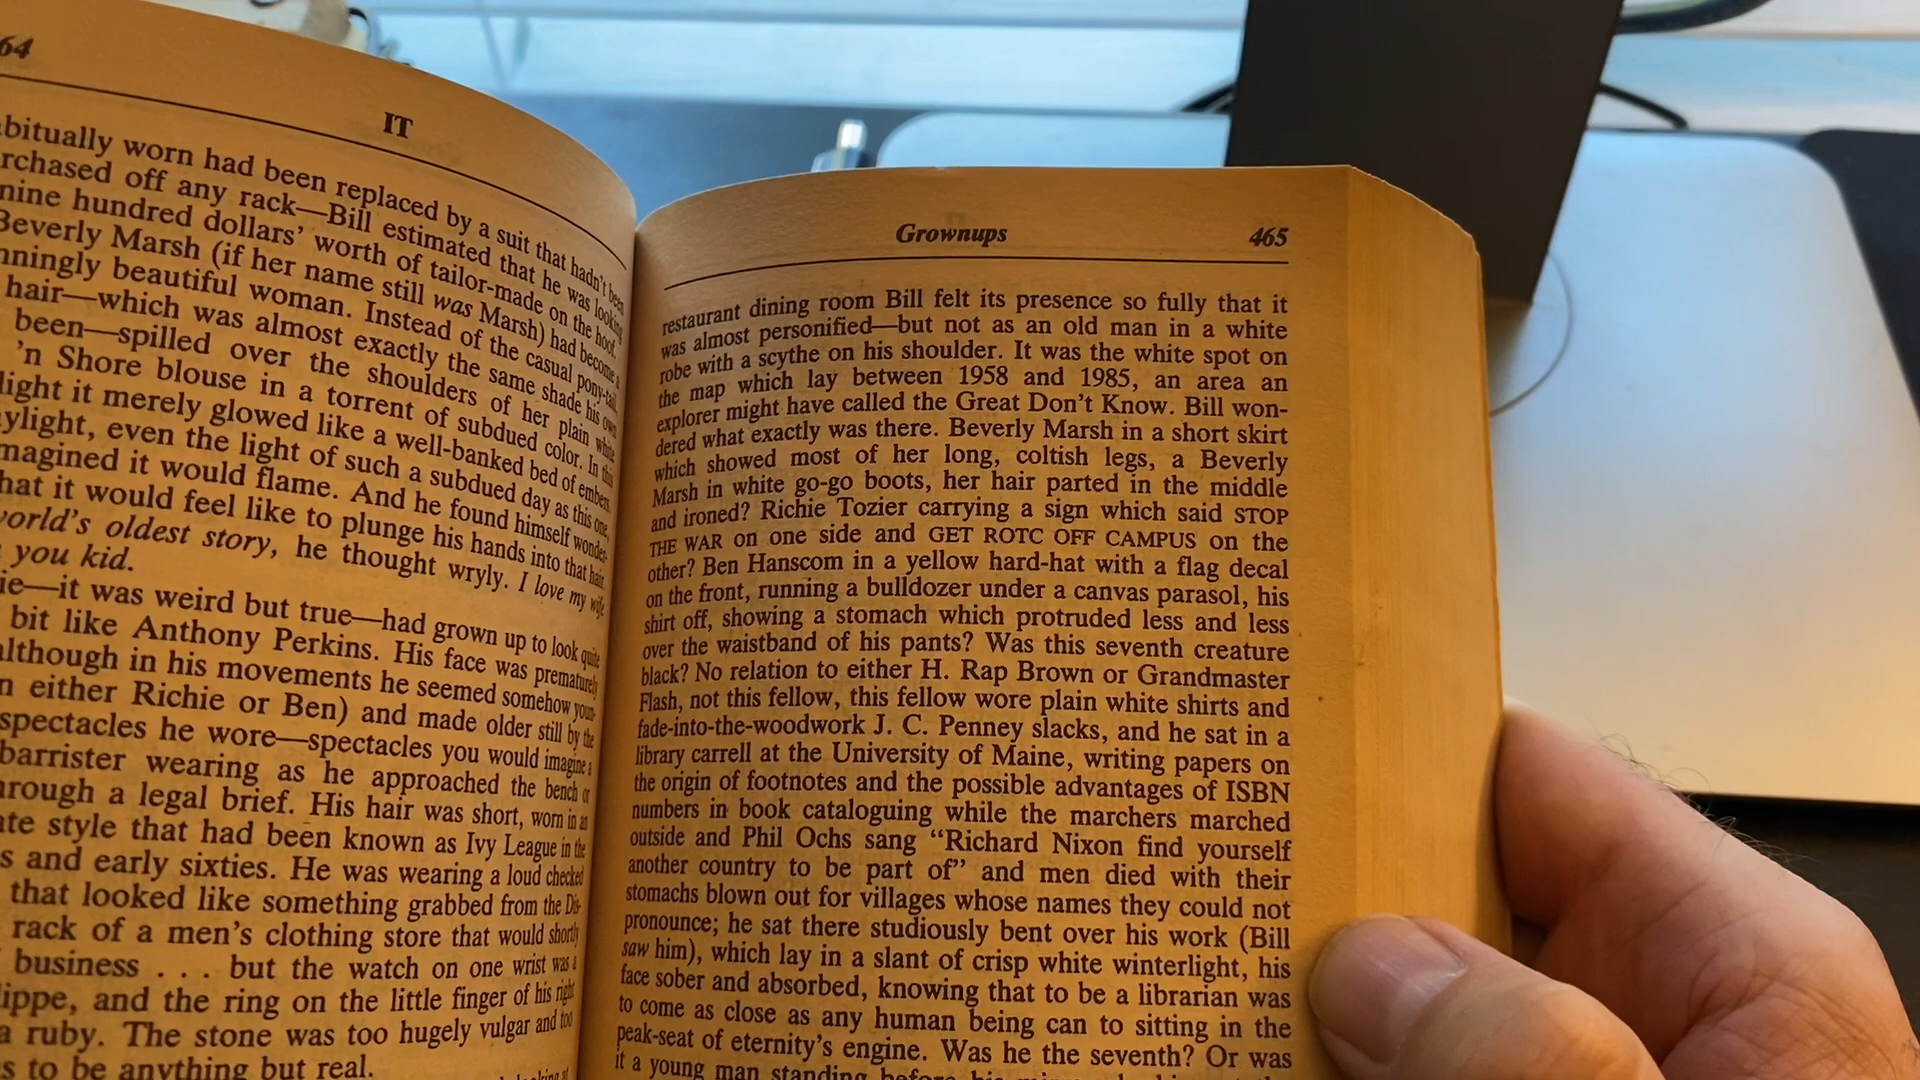 64
IT
bitually worn had been replaced by a suit that hadn't been
rchased off any rack—Bill estimated that he was looking
nine hundred dollars' worth of tailor-made on the hoof.
Beverly Marsh (if her name still was Marsh) had become a
nningly beautiful woman. Instead of the casual pony-tail,
hair—which was almost exactly the same shade his own
been—spilled over the shoulders of her plain white
'n Shore blouse in a torrent of subdued color. In this
light it merely glowed like a well-banked bed of embers.
ylight, even the light of such a subdued day as this one,
magined it would flame. And he found himself wonder-
hat it would feel like to plunge his hands into that hair.
world's oldest story, he thought wryly. I love my wife
you kid.
ie—it was weird but true—had grown up to look quite
bit like Anthony Perkins. His face was prematurely
although in his movements he seemed somehow youn-
n either Richie or Ben) and made older still by the
spectacles he wore—spectacles you would imagine a
barrister wearing as he approached the bench or
hrough a legal brief. His hair was short, worn in an
ate style that had been known as Ivy League in the
s and early sixties. He was wearing a loud checked
that looked like something grabbed from the Dis-
rack of a men's clothing store that would shortly
business . . . but the watch on one wrist was a
ippe, and the ring on the little finger of his right
a ruby. The stone was too hugely vulgar and too
s to be anything but real.
Grownups 465
restaurant dining room Bill felt its presence so fully that it
was almost personified—but not as an old man in a white
robe with a scythe on his shoulder. It was the white spot on
the map which lay between 1958 and 1985, an area an
explorer might have called the Great Don't Know. Bill won-
dered what exactly was there. Beverly Marsh in a short skirt
which showed most of her long, coltish legs, a Beverly
Marsh in white go-go boots, her hair parted in the middle
and ironed? Richie Tozier carrying a sign which said STOP
THE WAR on one side and GET ROTC OFF CAMPUS on the
other? Ben Hanscom in a yellow hard-hat with a flag decal
on the front, running a bulldozer under a canvas parasol, his
shirt off, showing a stomach which protruded less and less
over the waistband of his pants? Was this seventh creature
black? No relation to either H. Rap Brown or Grandmaster
Flash, not this fellow, this fellow wore plain white shirts and
fade-into-the-woodwork J. C. Penney slacks, and he sat in a
library carrell at the University of Maine, writing papers on
the origin of footnotes and the possible advantages of ISBN
numbers in book cataloguing while the marchers marched
outside and Phil Ochs sang “Richard Nixon find yourself
another country to be part of” and men died with their
stomachs blown out for villages whose names they could not
pronounce; he sat there studiously bent over his work (Bill
saw him), which lay in a slant of crisp white winterlight, his
face sober and absorbed, knowing that to be a librarian was
to come as close as any human being can to sitting in the
peak-seat of eternity's engine. Was he the seventh? Or was
it a young man standing before his